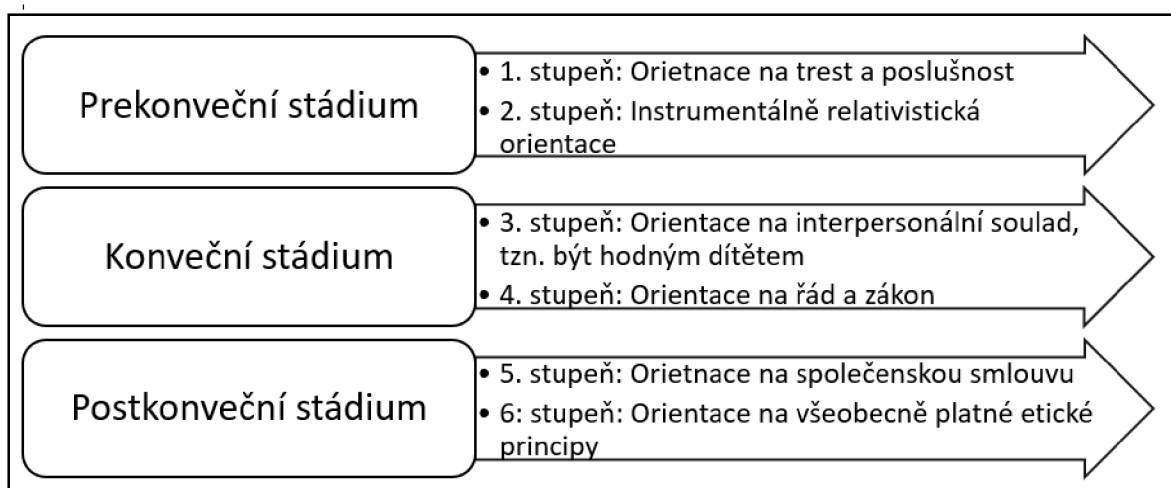 Prekonveční stádium
• 1. stupeň: Orietnace na trest a poslušnost
• 2. stupeň: Instrumentálně relativistická
orientace
Konveční stádium
• 3. stupeň: Orientace na interpersonální soulad,
tzn. být hodným dítětem
• 4. stupeň: Orientace na řád a zákon
Postkonveční stádium
• 5. stupeň: Orietnace na společenskou smlouvu
• 6: stupeň: Orientace na všeobecně platné etické
principy